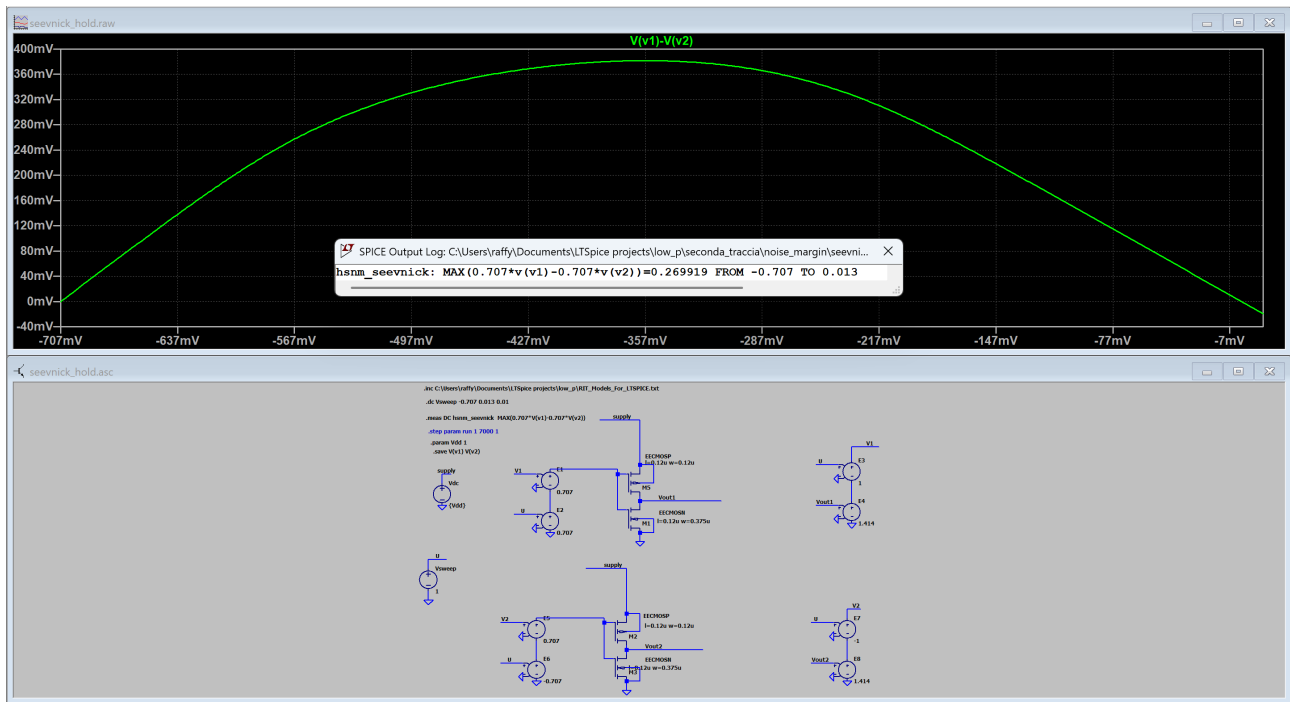 seevnick_hold.raw
V(v1)-V(v2)
400mV
360mV
320mV
280mV
240mV
200mV
160mV
120mV
80mV
40mV
0mV
-40mV
-707mV -637mV -567mV -497mV -427mV -357mV -287mV -217mV -147mV -77mV -7mV
SPICE Output Log: C:\Users\raffy\Documents\LTSpice projects\low_p\seconda_traccia\noise_margin\seevni...
hsnm_seevnick: MAX(0.707*v(v1)-0.707*v(v2))=0.269919 FROM -0.707 TO 0.013
seevnick_hold.asc
.inc C:\Users\raffy\Documents\LTSpice projects\low_p\RIT_Models_For_LTSPICE.txt
.dc Vsweep -0.707 0.013 0.01
.meas DC hsnm_seevnick MAX(0.707*V(v1)-0.707*V(v2))
.step param run 1 7000 1
.param Vdd 1
.save V(v1) V(v2)
supply
Vdc
{Vdd}
U
Vsweep
1
V1
E1
0.707
U
E2
0.707
supply
EECMOSP
l=0.12u w=0.12u
M5
Vout1
EECMOSN
M1
l=0.12u w=0.375u
V1
U
E3
1
Vout1
E4
1.414
V2
E5
0.707
U
E6
-0.707
supply
EECMOSP
l=0.12u w=0.12u
M2
Vout2
EECMOSN
l=0.12u w=0.375u
M3
V2
U
E7
-1
Vout2
E8
1.414